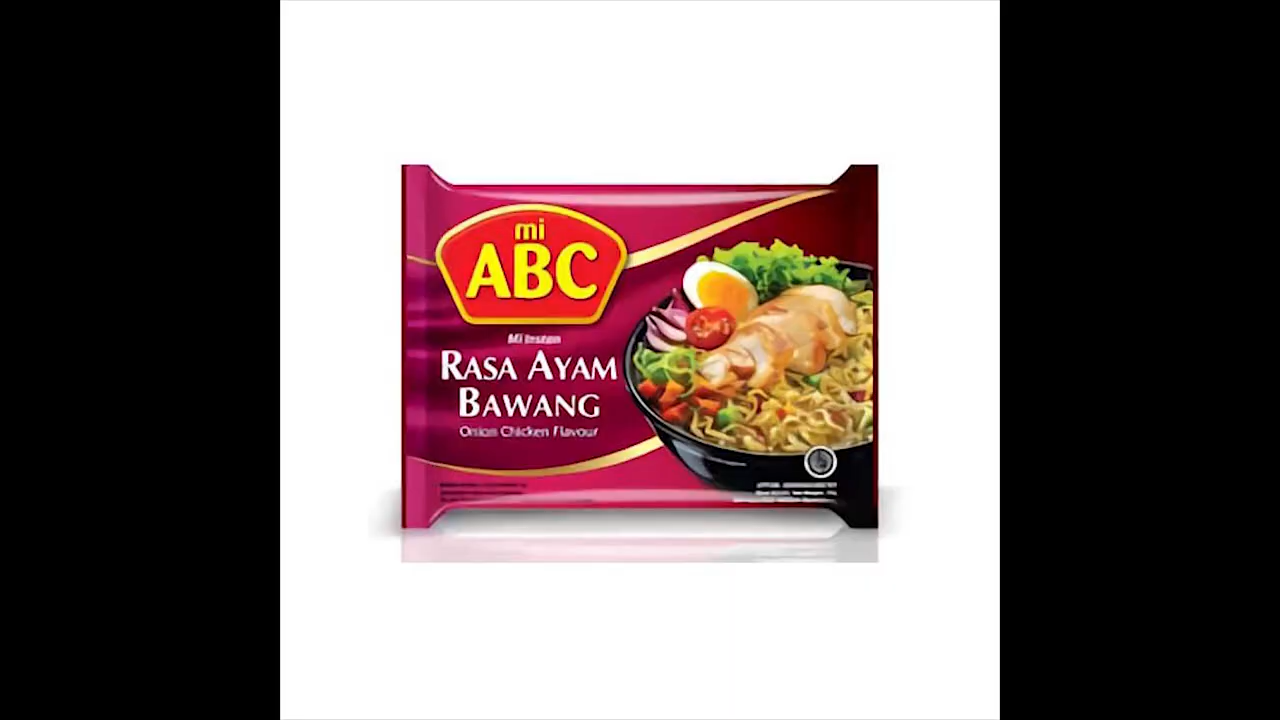 mi
ABC
Mi Instan
RASA AYAM
BAWANG
Onion Chicken Flavour